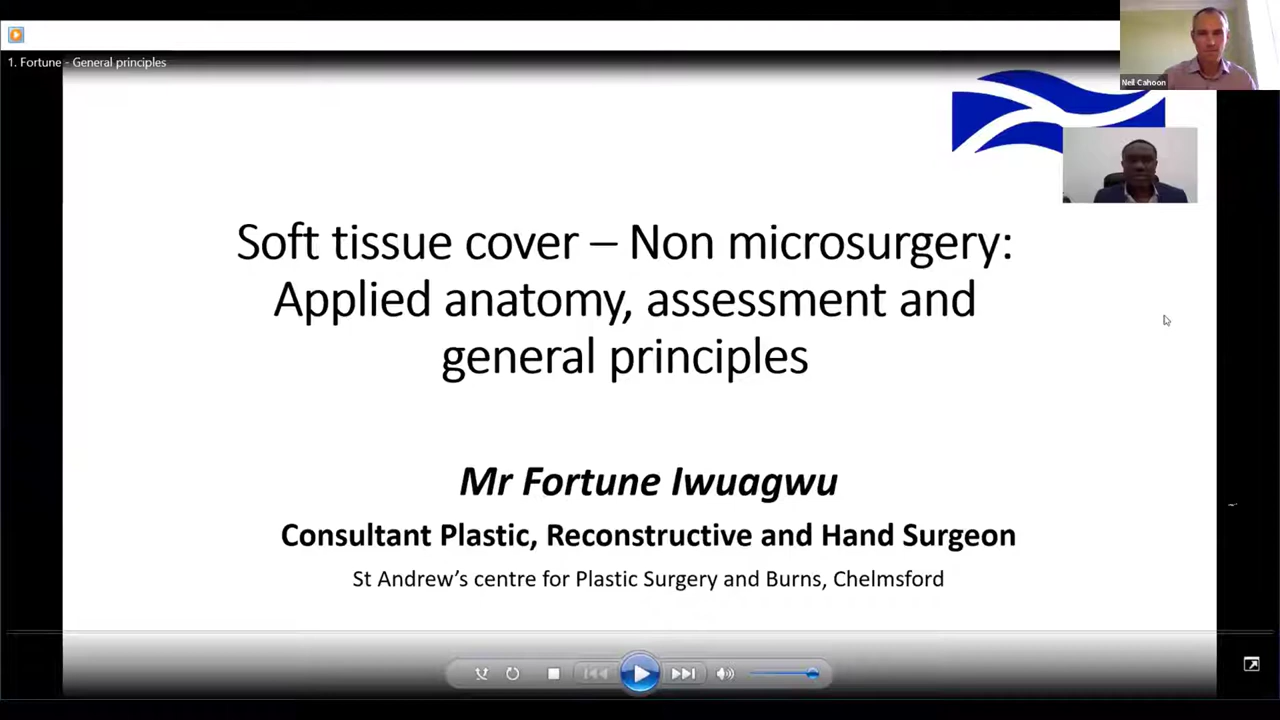 1. Fortune - General principles
Neil Cahoon
Soft tissue cover – Non microsurgery:
Applied anatomy, assessment and
general principles
Mr Fortune Iwuagwu
Consultant Plastic, Reconstructive and Hand Surgeon
St Andrew's centre for Plastic Surgery and Burns, Chelmsford